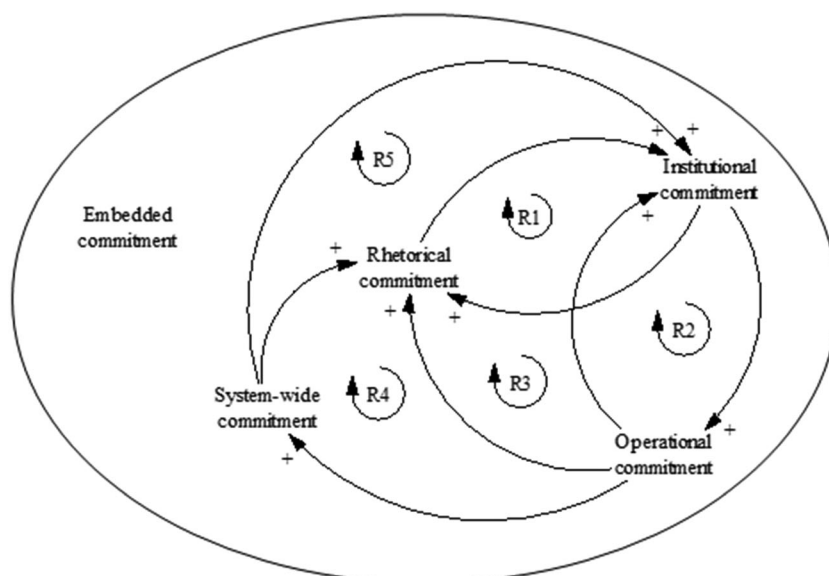 +
+
R5
Institutional
commitment
R1
+
Embedded
commitment
+
Rhetorical
commitment
+
+
R2
System-wide
commitment
R4
R3
+
Operational
commitment
+